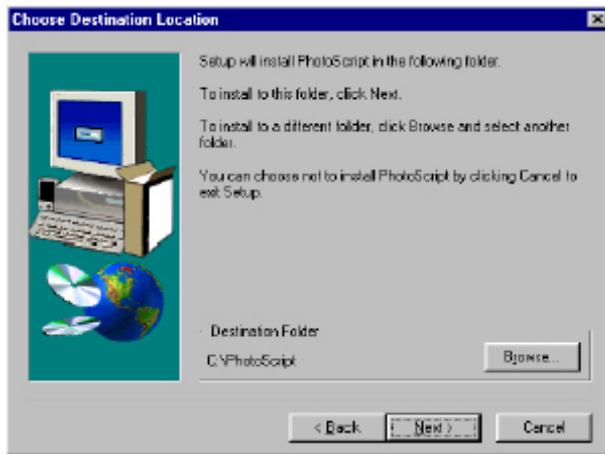 Choose Destination Location
Setup will install PhotoScript in the following folder.
To install to this folder, click Next.
To install to a different folder, click Browse and select another
folder.
You can choose not to install PhotoScript by clicking Cancel to
exit Setup.
Destination Folder
C:\PhotoScript
Browse...
< Back
Next >
Cancel